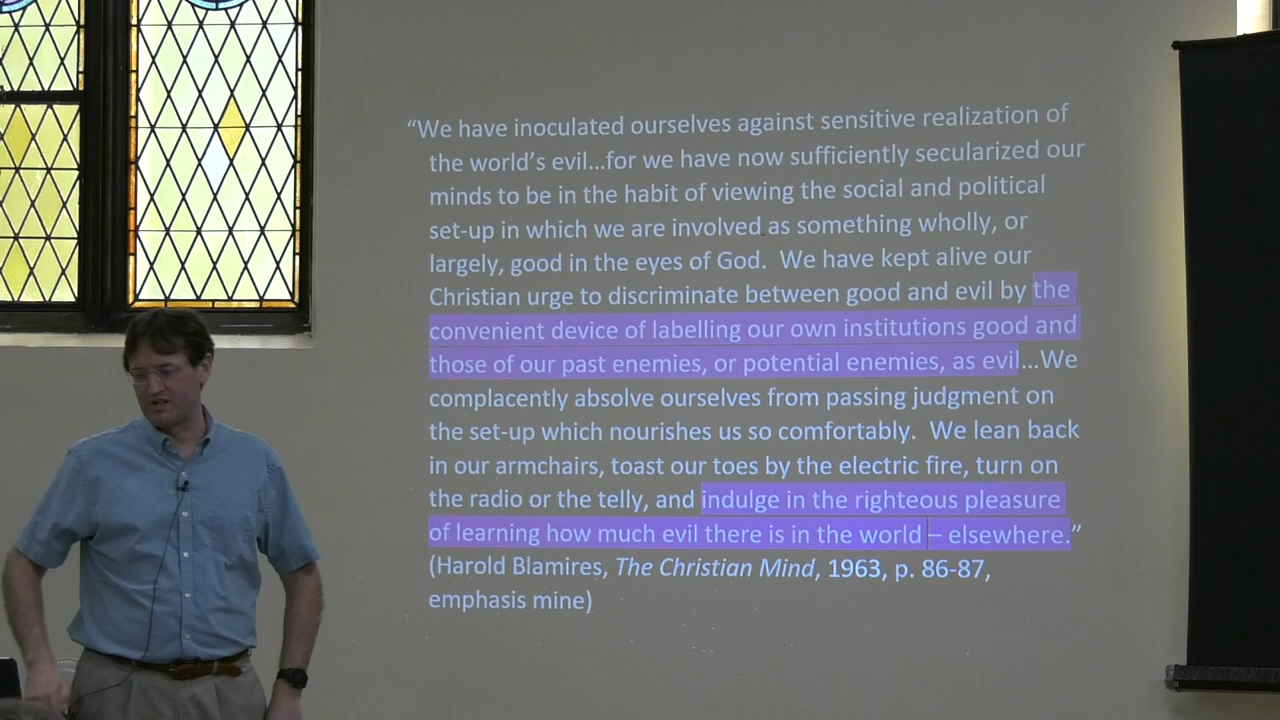 “We have inoculated ourselves against sensitive realization of
the world’s evil…for we have now sufficiently secularized our
minds to be in the habit of viewing the social and political
set-up in which we are involved as something wholly, or
largely, good in the eyes of God.  We have kept alive our
Christian urge to discriminate between good and evil by the
convenient device of labelling our own institutions good and
those of our past enemies, or potential enemies, as evil…We
complacently absolve ourselves from passing judgment on
the set-up which nourishes us so comfortably.  We lean back
in our armchairs, toast our toes by the electric fire, turn on
the radio or the telly, and indulge in the righteous pleasure
of learning how much evil there is in the world – elsewhere.”
(Harold Blamires, The Christian Mind, 1963, p. 86-87,
emphasis mine)